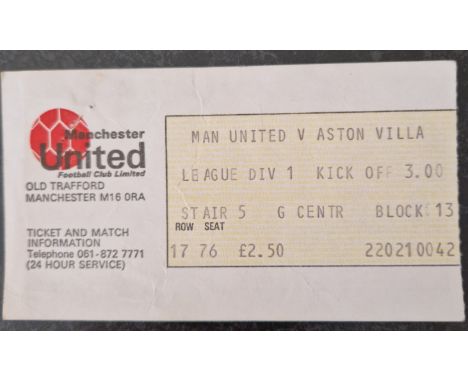 Manchester
United
Football Club Limited
OLD TRAFFORD
MANCHESTER M16 0RA
TICKET AND MATCH
INFORMATION
Telephone 061-872 7771
(24 HOUR SERVICE)
MAN UNITED V ASTON VILLA
LEAGUE DIV 1 KICK OFF 3.00
STAIR 5 G CENTR BLOCK 13
ROW SEAT
17 76 £2.50 220210042